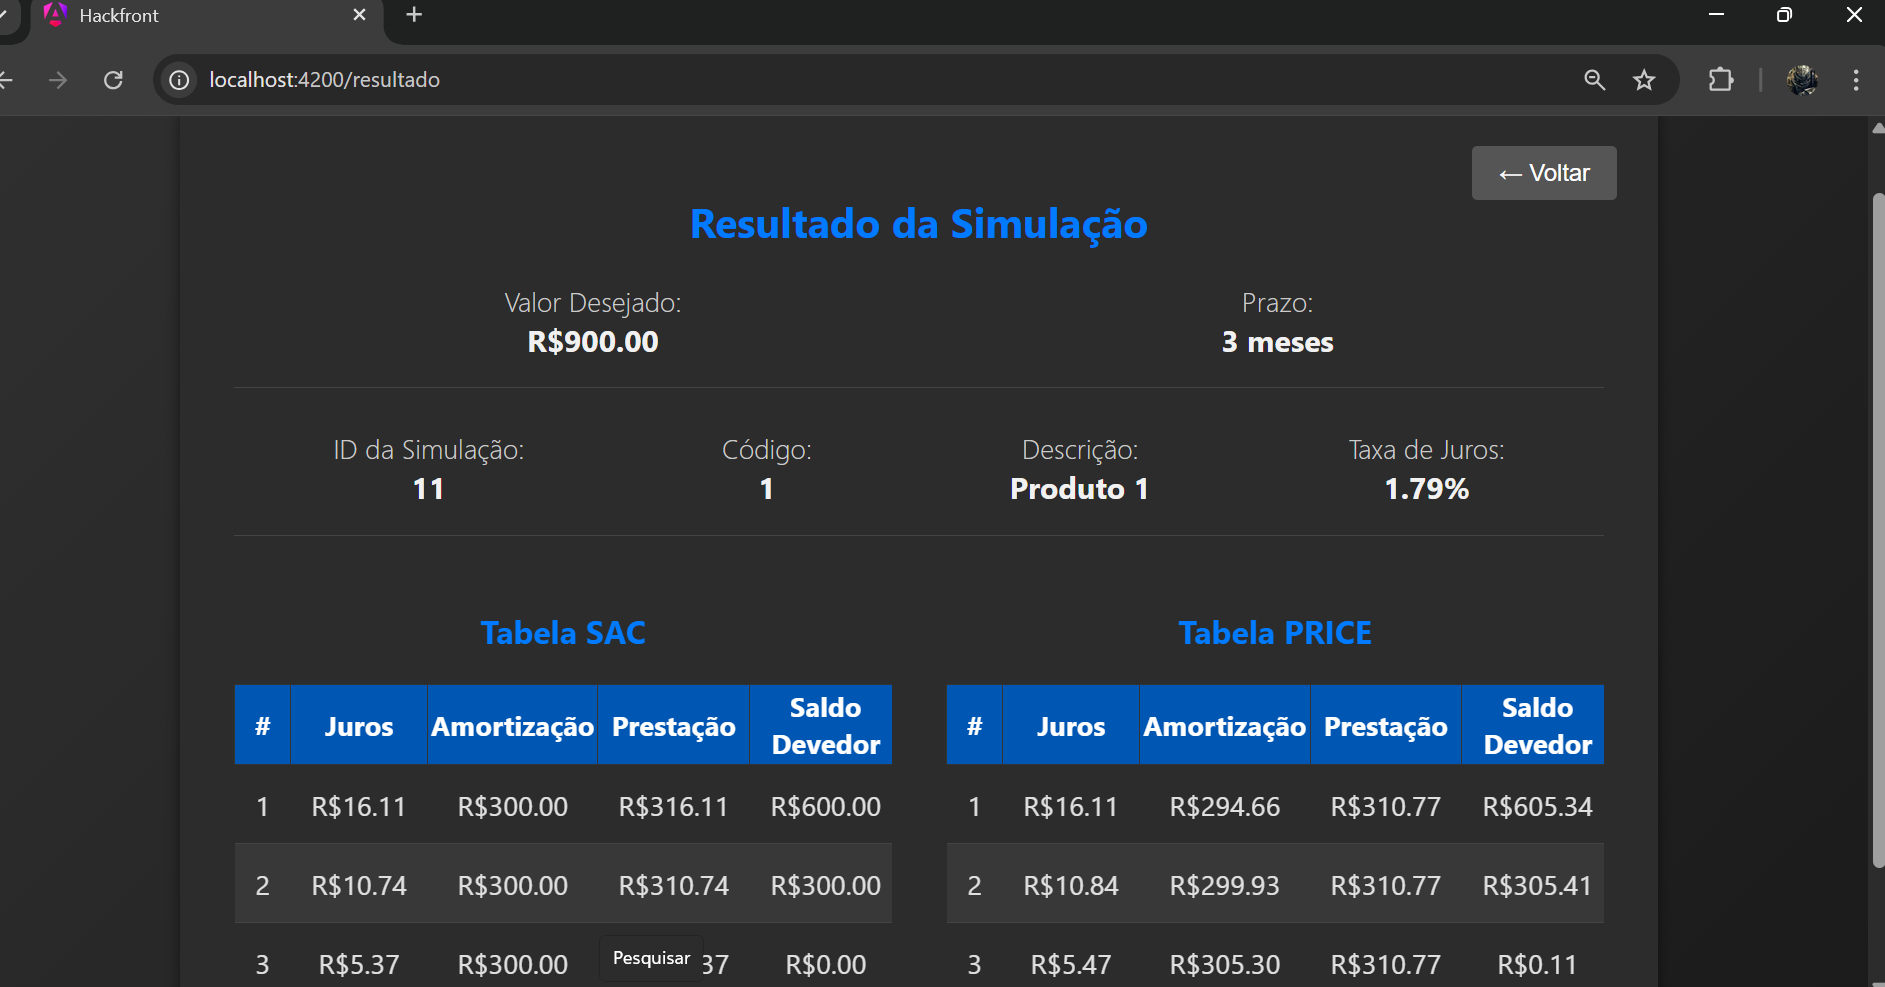 Hackfront
localhost:4200/resultado
← Voltar
Resultado da Simulação
Valor Desejado: Prazo:
R$900.00 3 meses
ID da Simulação: Código: Descrição: Taxa de Juros:
11 1 Produto 1 1.79%
Tabela SAC Tabela PRICE
# Juros Amortização Prestação Saldo Devedor # Juros Amortização Prestação Saldo Devedor
1 R$16.11 R$300.00 R$316.11 R$600.00 1 R$16.11 R$294.66 R$310.77 R$605.34
2 R$10.74 R$300.00 R$310.74 R$300.00 2 R$10.84 R$299.93 R$310.77 R$305.41
3 R$5.37 R$300.00 Pesquisar 37 R$0.00 3 R$5.47 R$305.30 R$310.77 R$0.11